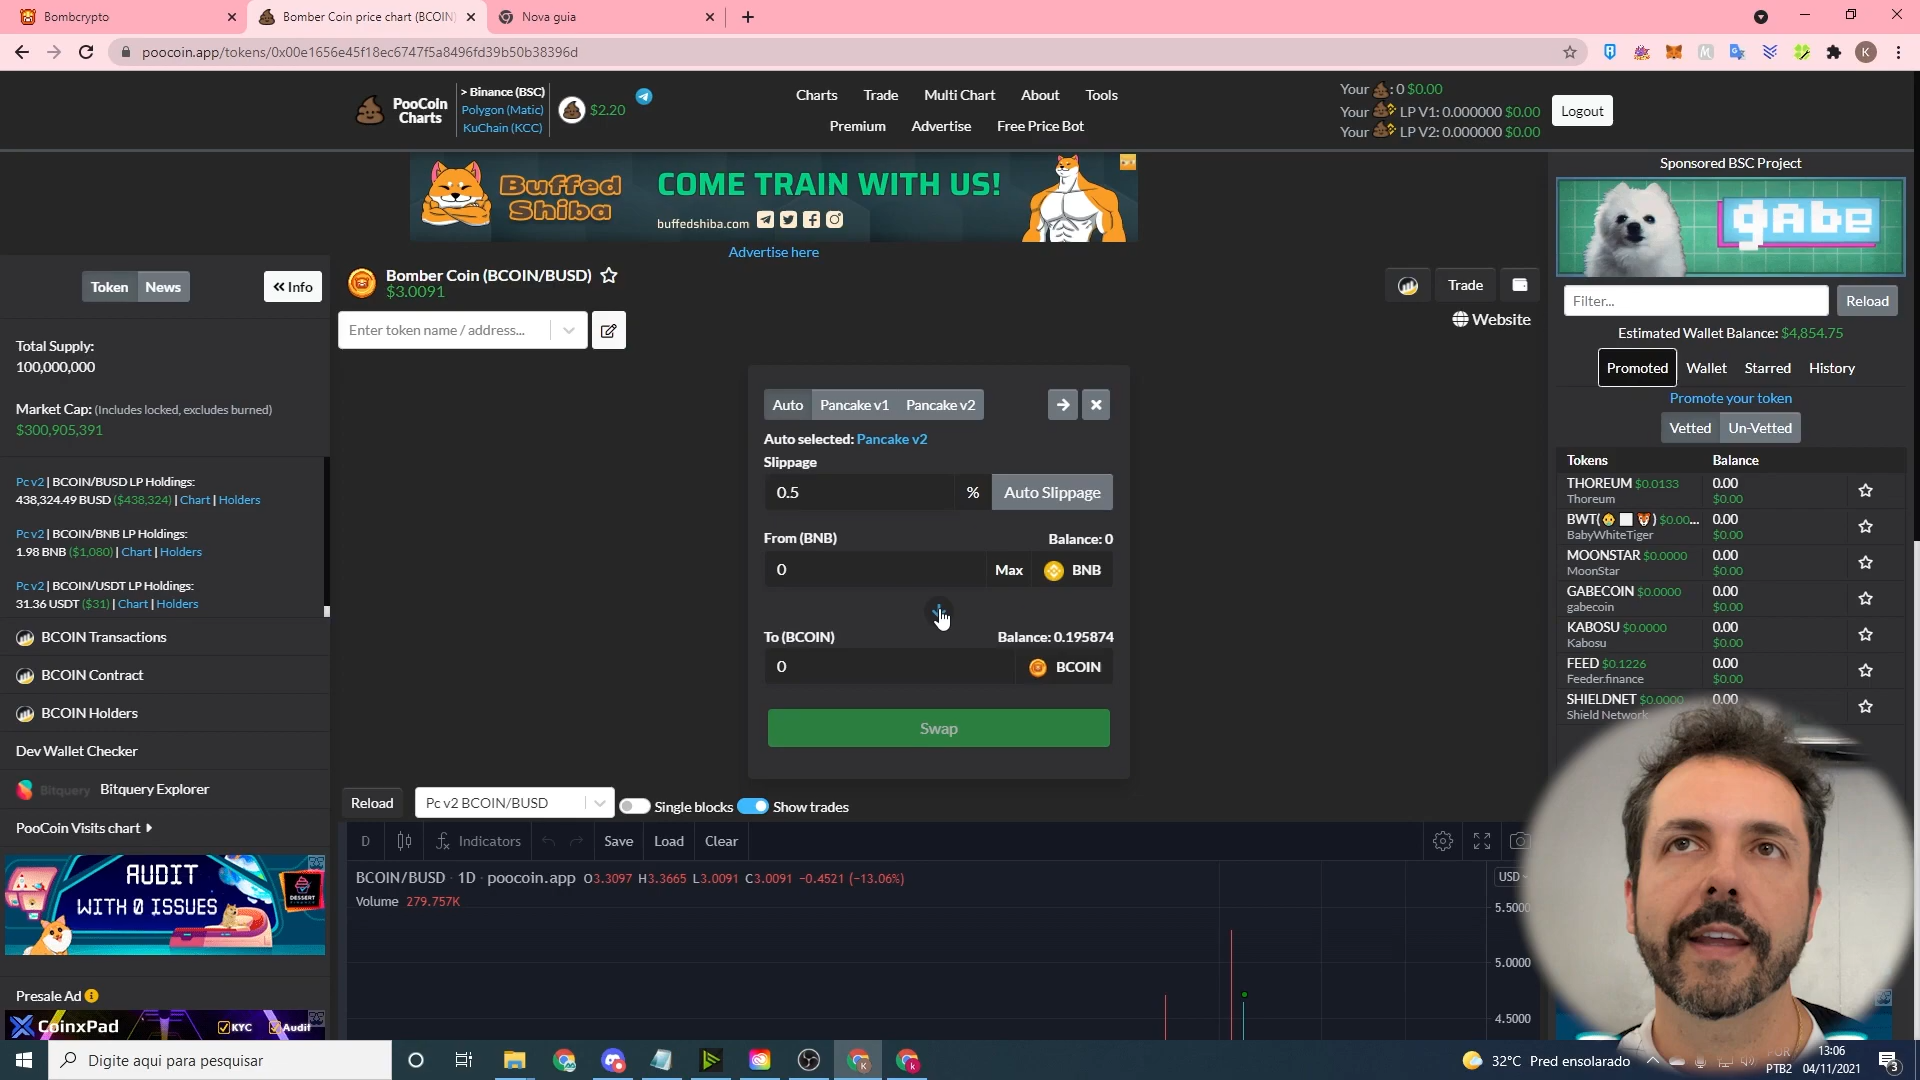 Bombcrypto
Bomber Coin price chart (BCOIN)
Nova guia
poocoin.app/tokens/0x00e1656e45f18ec6747f5a8496fd39b50b38396d
K
PooCoin
Charts
> Binance (BSC)
Polygon (Matic)
KuChain (KCC)
$2.20
Charts Trade Multi Chart About Tools
Premium Advertise Free Price Bot
Your : 0 $0.00
Your LP V1: 0.000000 $0.00
Your LP V2: 0.000000 $0.00
Logout
Buffed
Shiba
COME TRAIN WITH US!
buffedshiba.com
Advertise here
Sponsored BSC Project
gAbe
Token News
« Info
Bomber Coin (BCOIN/BUSD)
$3.0091
Trade
Enter token name / address...
Website
Filter...
Reload
Estimated Wallet Balance: $4,854.75
Promoted Wallet Starred History
Promote your token
Vetted Un-Vetted
Tokens Balance
THOREUM $0.0133 0.00
Thoreum $0.00
BWT( ) $0.00... 0.00
BabyWhiteTiger $0.00
MOONSTAR $0.0000 0.00
MoonStar $0.00
GABECOIN $0.0000 0.00
gabecoin $0.00
KABOSU $0.0000 0.00
Kabosu $0.00
FEED $0.1226 0.00
Feeder.finance $0.00
SHIELDNET $0.0000 0.00
Shield Network
Total Supply:
100,000,000
Market Cap: (Includes locked, excludes burned)
$300,905,391
Pc v2 | BCOIN/BUSD LP Holdings:
438,324.49 BUSD ($438,324) | Chart | Holders
Pc v2 | BCOIN/BNB LP Holdings:
1.98 BNB ($1,080) | Chart | Holders
Pc v2 | BCOIN/USDT LP Holdings:
31.36 USDT ($31) | Chart | Holders
BCOIN Transactions
BCOIN Contract
BCOIN Holders
Dev Wallet Checker
Bitquery Bitquery Explorer
PooCoin Visits chart
AUDIT
WITH 0 ISSUES
DESSERT
Presale Ad
CoinxPad
KYC
Audit
Auto Pancake v1 Pancake v2
Auto selected: Pancake v2
Slippage
0.5 % Auto Slippage
From (BNB) Balance: 0
0 Max BNB
To (BCOIN) Balance: 0.195874
0 BCOIN
Swap
Reload Pc v2 BCOIN/BUSD Single blocks Show trades
D Indicators Save Load Clear
BCOIN/BUSD · 1D · poocoin.app O3.3097 H3.3665 L3.0091 C3.0091 −0.4521 (−13.06%)
Volume 279.757K
USD
5.5000
5.0000
4.5000
Digite aqui para pesquisar
32°C Pred ensolarado
POR
PTB2
13:06
04/11/2021
3